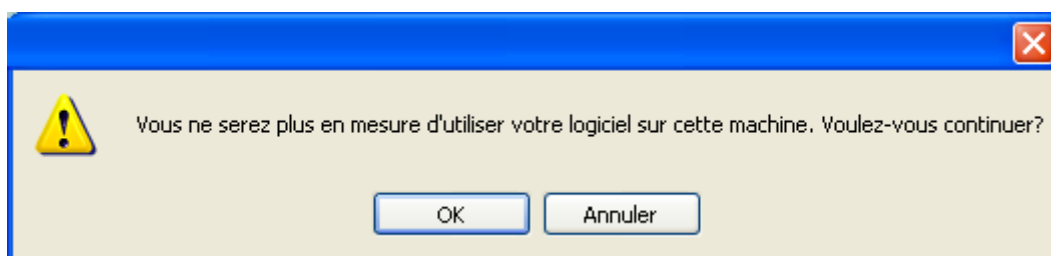 Vous ne serez plus en mesure d'utiliser votre logiciel sur cette machine. Voulez-vous continuer?
OK Annuler